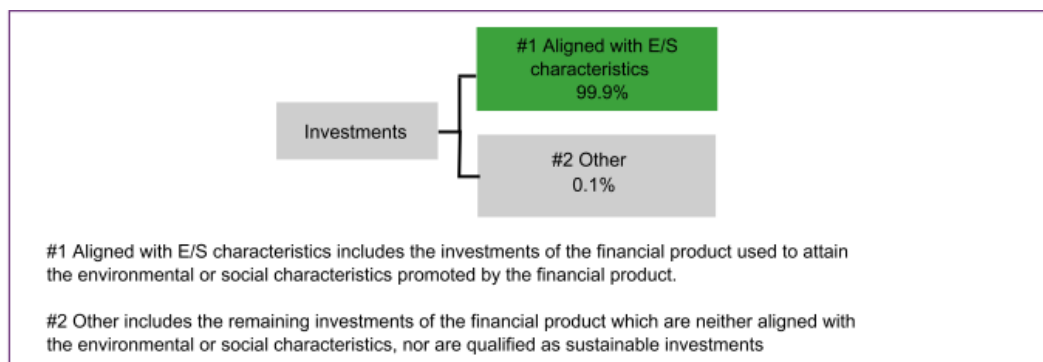 #1 Aligned with E/S
characteristics
99.9%
Investments
#2 Other
0.1%
#1 Aligned with E/S characteristics includes the investments of the financial product used to attain
the environmental or social characteristics promoted by the financial product.
#2 Other includes the remaining investments of the financial product which are neither aligned with
the environmental or social characteristics, nor are qualified as sustainable investments